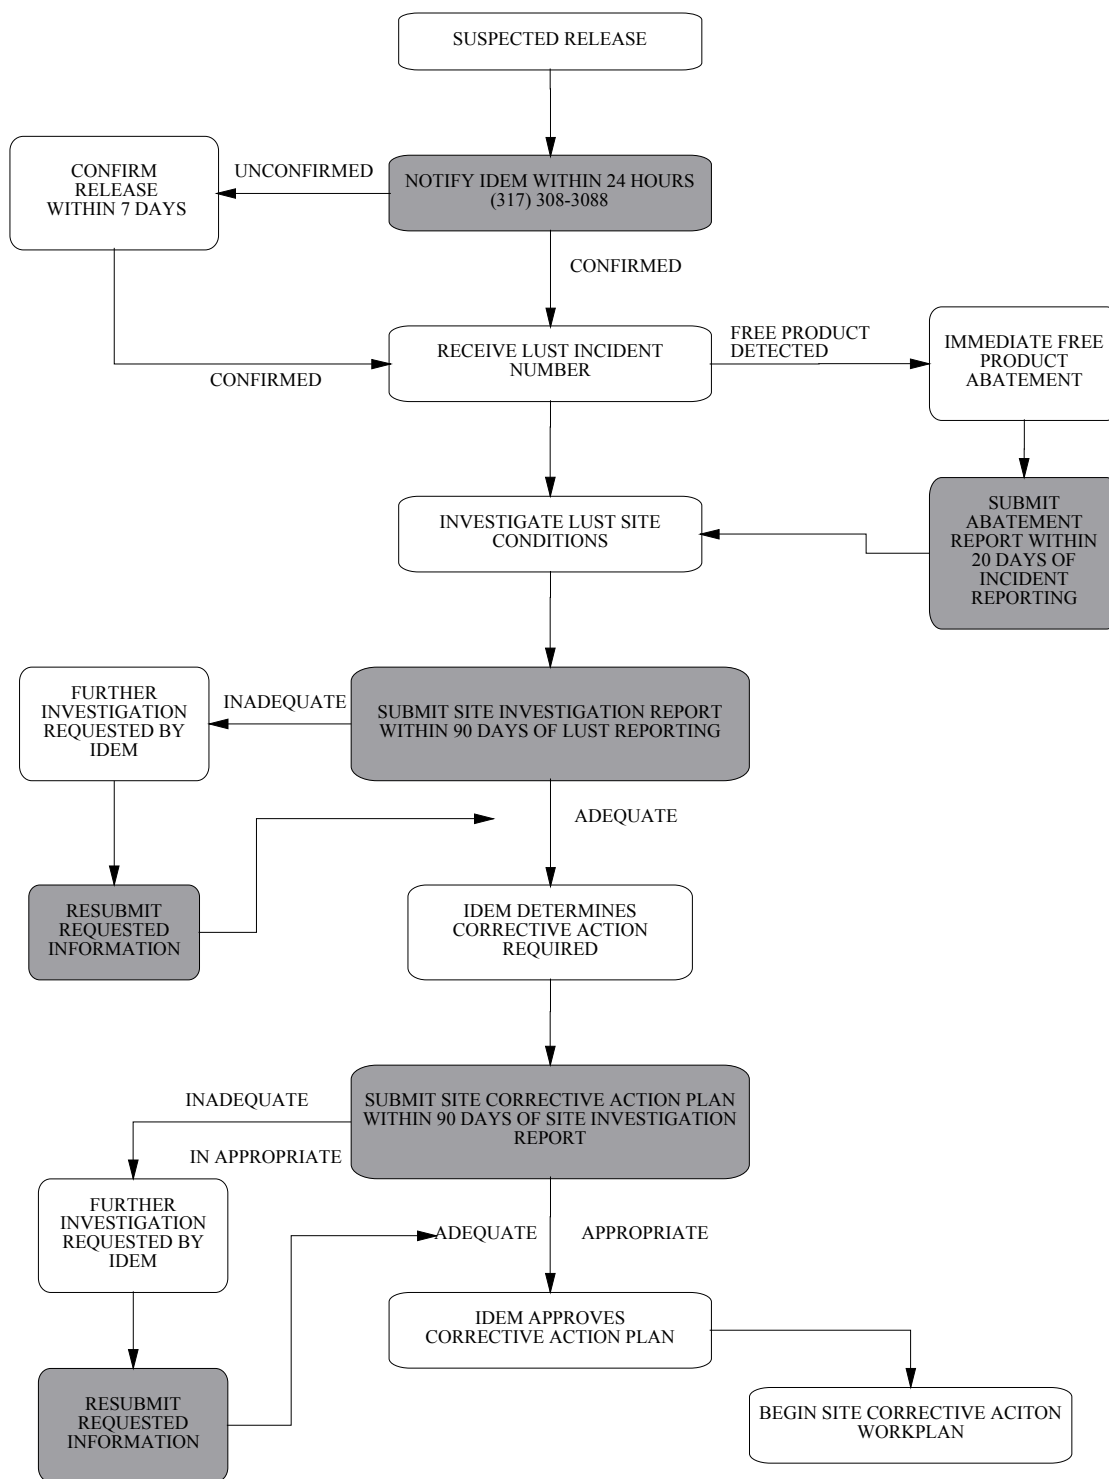 SUSPECTED RELEASE
CONFIRM
RELEASE
WITHIN 7 DAYS
UNCONFIRMED
NOTIFY IDEM WITHIN 24 HOURS
(317) 308-3088
CONFIRMED
CONFIRMED
RECEIVE LUST INCIDENT
NUMBER
FREE PRODUCT
DETECTED
IMMEDIATE FREE
PRODUCT
ABATEMENT
INVESTIGATE LUST SITE
CONDITIONS
SUBMIT
ABATEMENT
REPORT WITHIN
20 DAYS OF
INCIDENT
REPORTING
FURTHER
INVESTIGATION
REQUESTED BY
IDEM
INADEQUATE
SUBMIT SITE INVESTIGATION REPORT
WITHIN 90 DAYS OF LUST REPORTING
ADEQUATE
RESUBMIT
REQUESTED
INFORMATION
IDEM DETERMINES
CORRECTIVE ACTION
REQUIRED
INADEQUATE
IN APPROPRIATE
SUBMIT SITE CORRECTIVE ACTION PLAN
WITHIN 90 DAYS OF SITE INVESTIGATION
REPORT
FURTHER
INVESTIGATION
REQUESTED BY
IDEM
ADEQUATE
APPROPRIATE
IDEM APPROVES
CORRECTIVE ACTION PLAN
RESUBMIT
REQUESTED
INFORMATION
BEGIN SITE CORRECTIVE ACITON
WORKPLAN